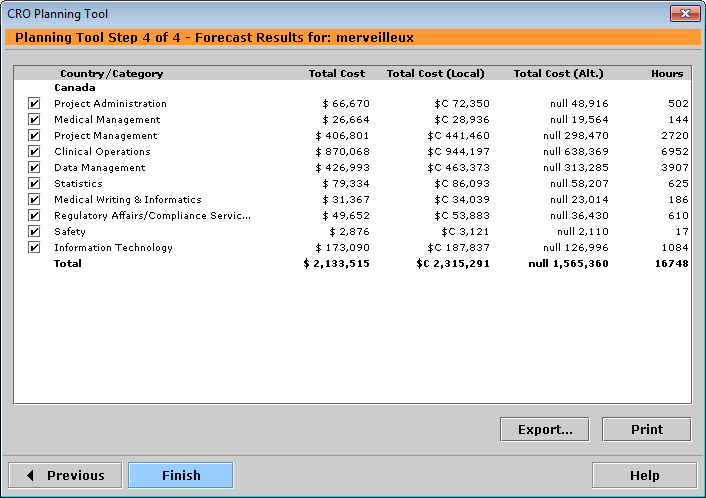 CRO Planning Tool
Planning Tool Step 4 of 4 - Forecast Results for: merveilleux
Country/Category Total Cost Total Cost (Local) Total Cost (Alt.) Hours
Canada
Project Administration $ 66,670 $C 72,350 null 48,916 502
Medical Management $ 26,664 $C 28,936 null 19,564 144
Project Management $ 406,801 $C 441,460 null 298,470 2720
Clinical Operations $ 870,068 $C 944,197 null 638,369 6952
Data Management $ 426,993 $C 463,373 null 313,285 3907
Statistics $ 79,334 $C 86,093 null 58,207 625
Medical Writing & Informatics $ 31,367 $C 34,039 null 23,014 186
Regulatory Affairs/Compliance Servic... $ 49,652 $C 53,883 null 36,430 610
Safety $ 2,876 $C 3,121 null 2,110 17
Information Technology $ 173,090 $C 187,837 null 126,996 1084
Total $ 2,133,515 $C 2,315,291 null 1,565,360 16748
Export... Print
Previous Finish Help